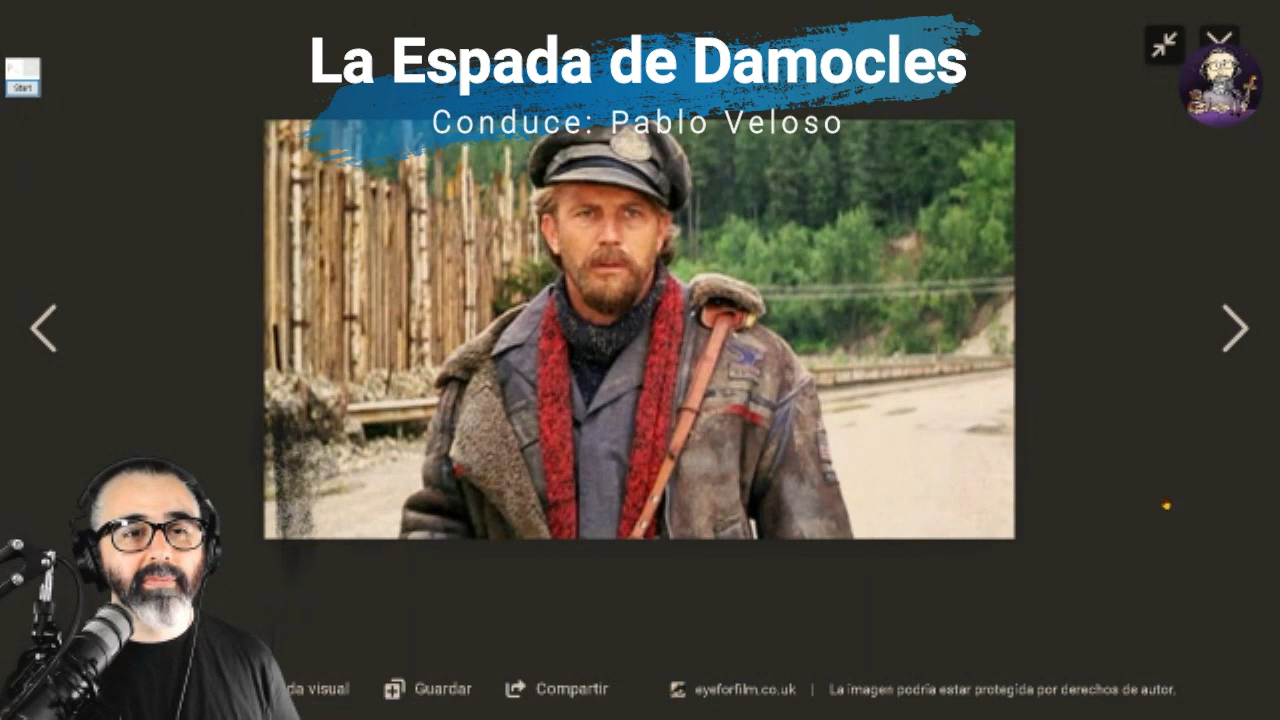 La Espada de Damocles
Conduce: Pablo Veloso
Start
da visual
Guardar
Compartir
eyeforfilm.co.uk | La imagen podría estar protegida por derechos de autor.